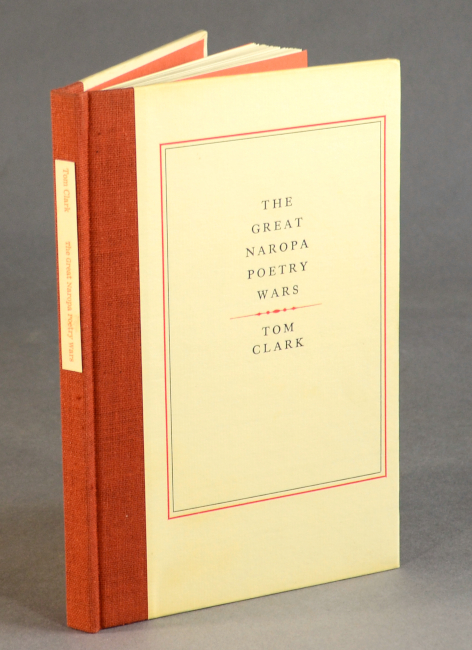 THE
GREAT
NAROPA
POETRY
WARS
TOM
CLARK
Tom Clark The Great Naropa Poetry Wars